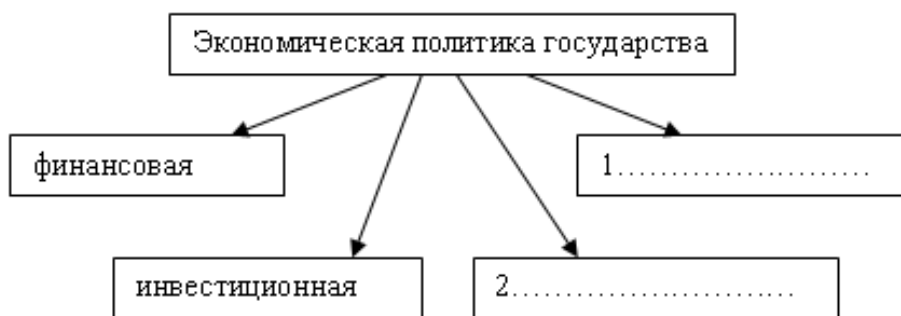 Экономическая политика государства
финансовая
1........................
инвестиционная
2...........................